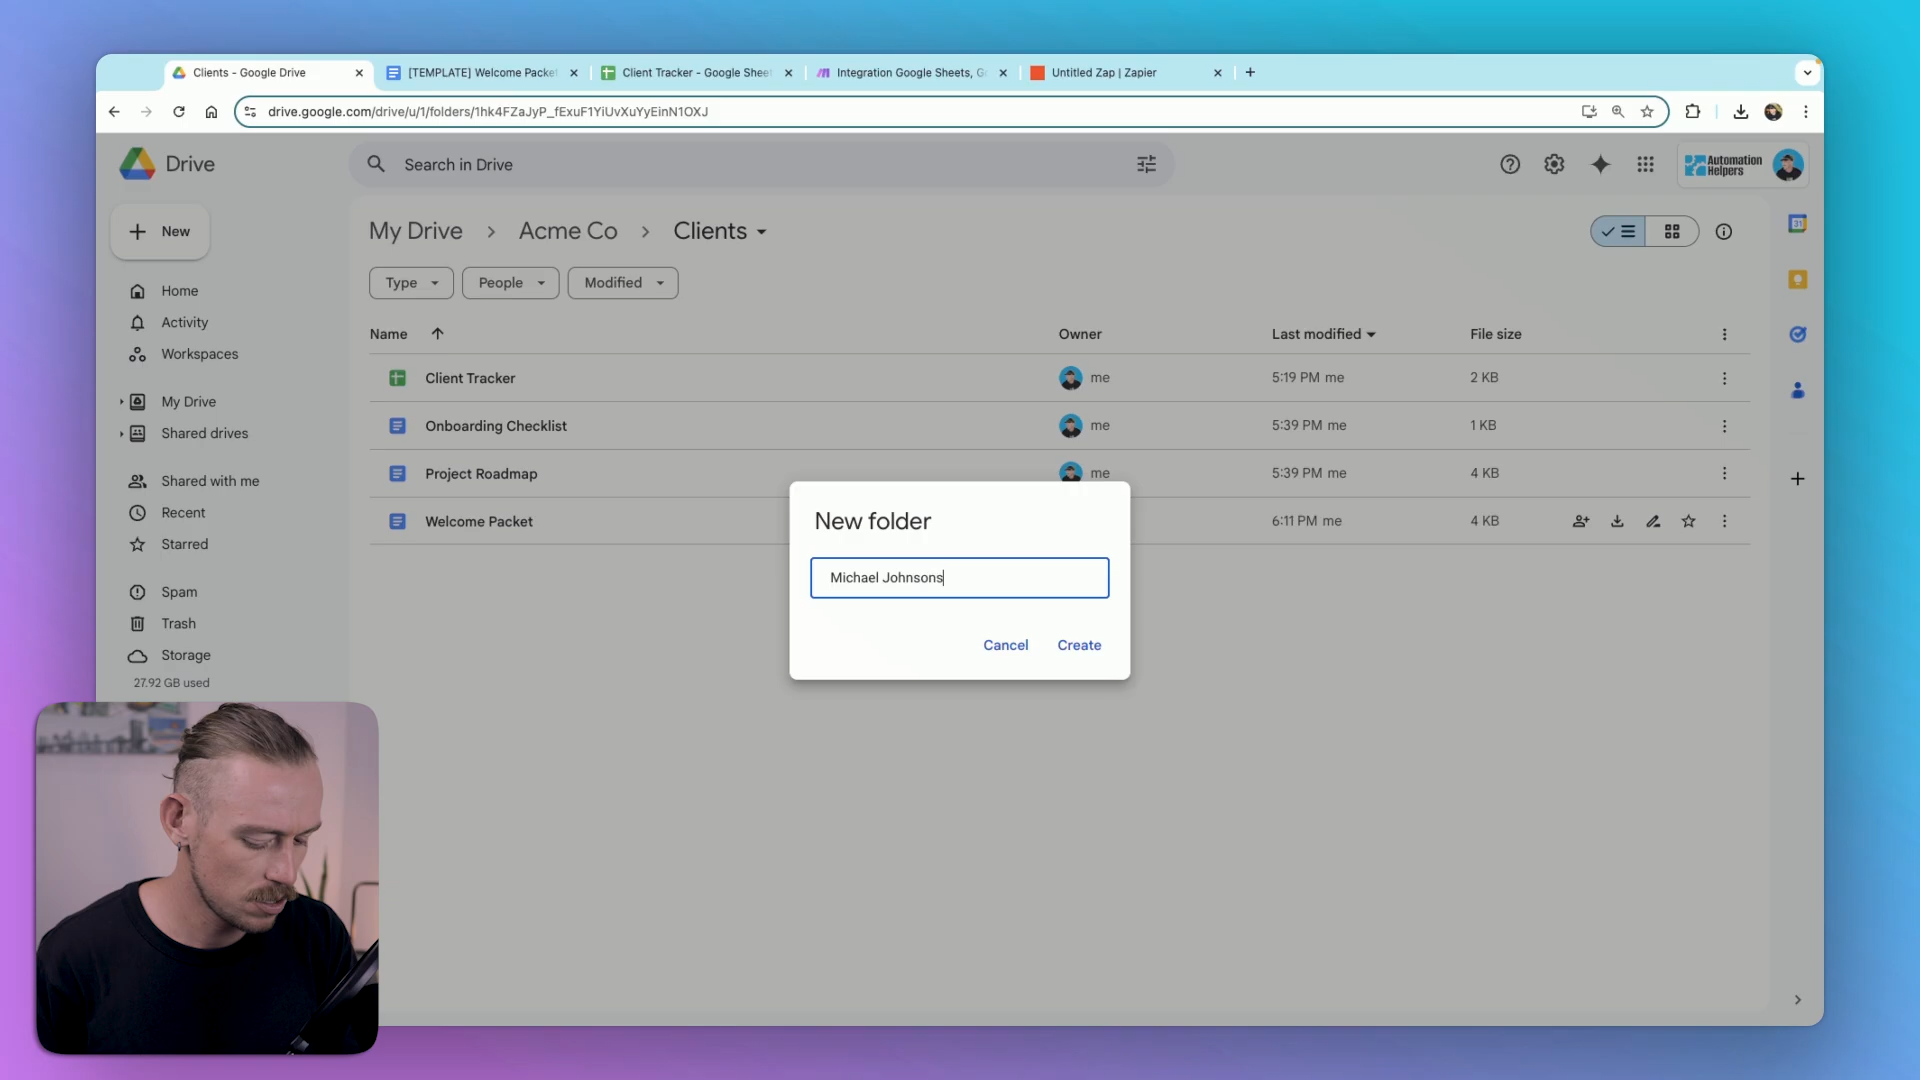 Clients - Google Drive
[TEMPLATE] Welcome Packe
Client Tracker - Google Sheet
Integration Google Sheets, G
Untitled Zap | Zapier
drive.google.com/drive/u/1/folders/1hk4FZaJyP_fExuF1YiUvXuYyEinN1OXJ
Drive
Search in Drive
Automation
Helpers
New
My Drive
Acme Co
Clients
31
Type
People
Modified
Home
Activity
Workspaces
My Drive
Shared drives
Shared with me
Recent
Starred
Spam
Trash
Storage
27.92 GB used
Name Owner Last modified File size
Client Tracker me 5:19 PM me 2 KB
Onboarding Checklist me 5:39 PM me 1 KB
Project Roadmap me 5:39 PM me 4 KB
Welcome Packet 6:11 PM me 4 KB
New folder
Michael Johnsons
Cancel Create